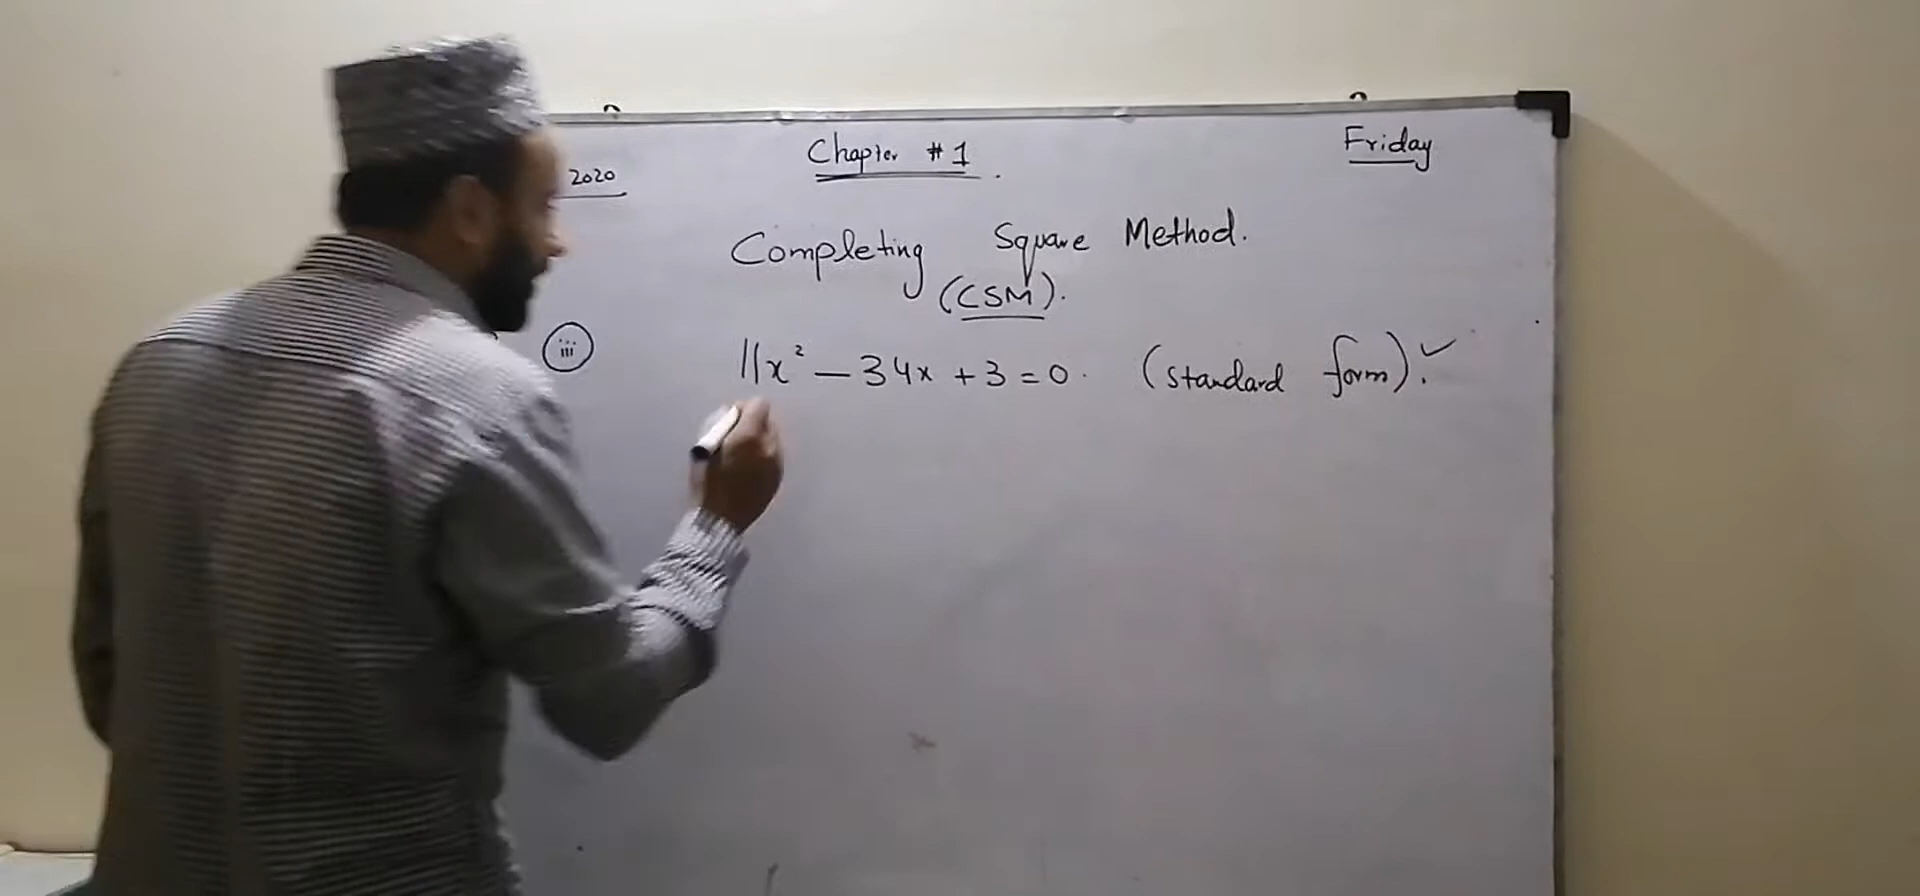 2020 Chapter # 1 Friday
Completing Square Method.
(CSM).
iii 11x² – 34x + 3 = 0. (Standard form). ✓